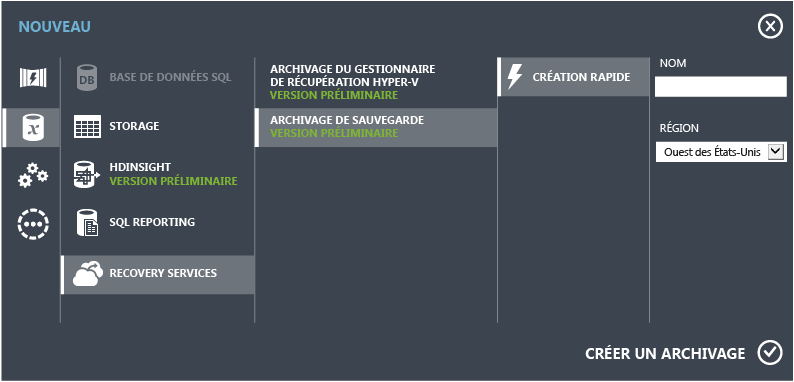 NOUVEAU
DB
BASE DE DONNÉES SQL
STORAGE
HDINSIGHT
VERSION PRÉLIMINAIRE
SQL REPORTING
RECOVERY SERVICES
x
ARCHIVAGE DU GESTIONNAIRE
DE RÉCUPÉRATION HYPER-V
VERSION PRÉLIMINAIRE
ARCHIVAGE DE SAUVEGARDE
VERSION PRÉLIMINAIRE
CRÉATION RAPIDE
NOM
RÉGION
Ouest des États-Unis
CRÉER UN ARCHIVAGE